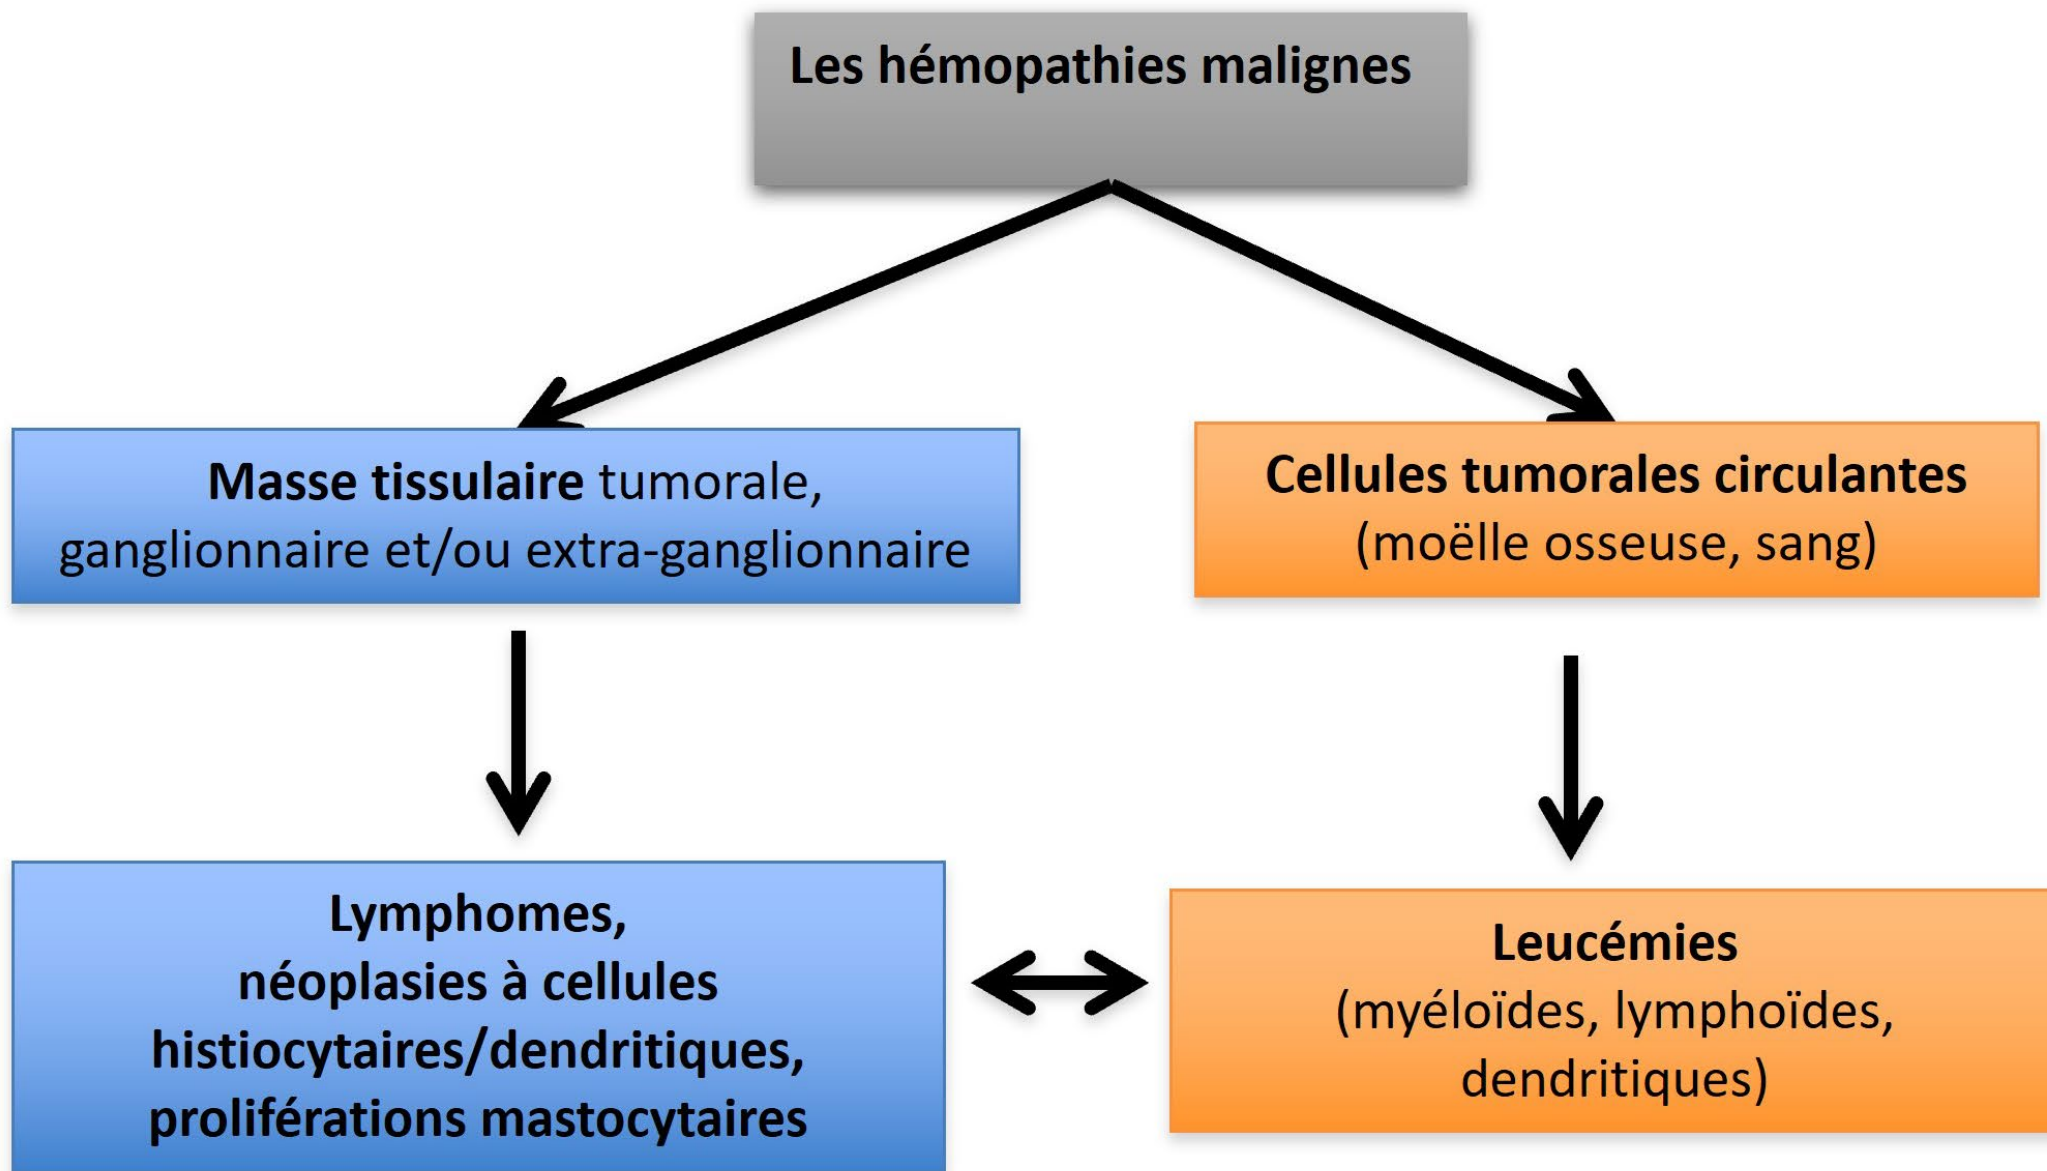 Les hémopathies malignes
Masse tissulaire tumorale,
ganglionnaire et/ou extra-ganglionnaire
Cellules tumorales circulantes
(moëlle osseuse, sang)
Lymphomes,
néoplasies à cellules
histiocytaires/dendritiques,
proliférations mastocytaires
Leucémies
(myéloïdes, lymphoïdes,
dendritiques)